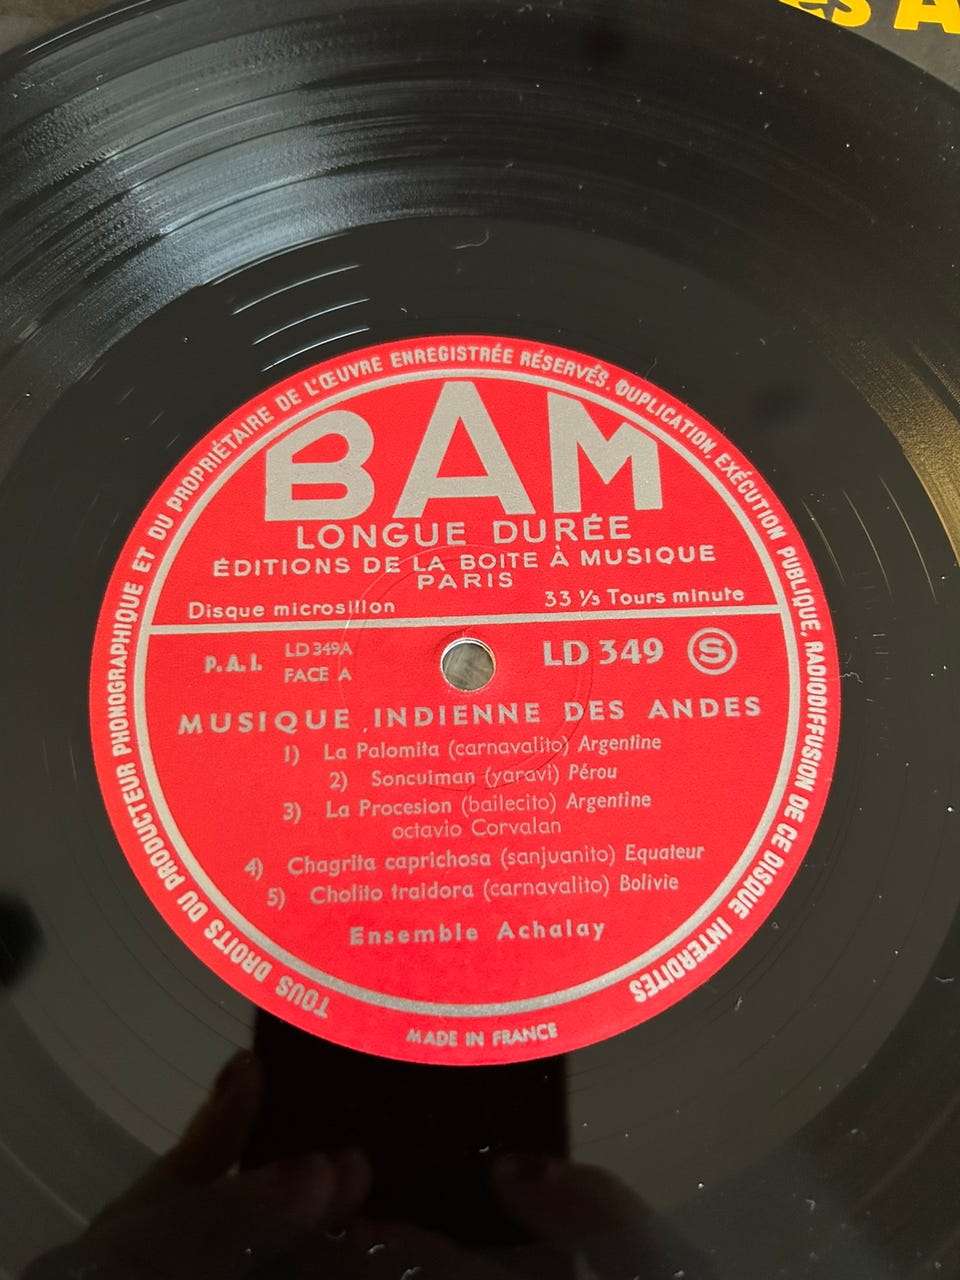 TOUS DROITS DU PRODUCTEUR PHONOGRAPHIQUE ET DU PROPRIÉTAIRE DE L'ŒUVRE ENREGISTRÉE RÉSERVÉS. DUPLICATION, EXÉCUTION PUBLIQUE, RADIODIFFUSION DE CE DISQUE INTERDITES
BAM
LONGUE DURÉE
ÉDITIONS DE LA BOITE À MUSIQUE
PARIS
Disque microsillon 33 ⅓ Tours minute
P.A.I. LD 349A LD 349 Ⓢ
FACE A
MUSIQUE INDIENNE DES ANDES
1) La Palomita (carnavalito) Argentine
2) Soncuiman (yaravi) Pérou
3) La Procesion (bailecito) Argentine
octavio Corvalan
4) Chagrita caprichosa (sanjuanito) Equateur
5) Cholito traidora (carnavalito) Bolivie
Ensemble Achalay
MADE IN FRANCE